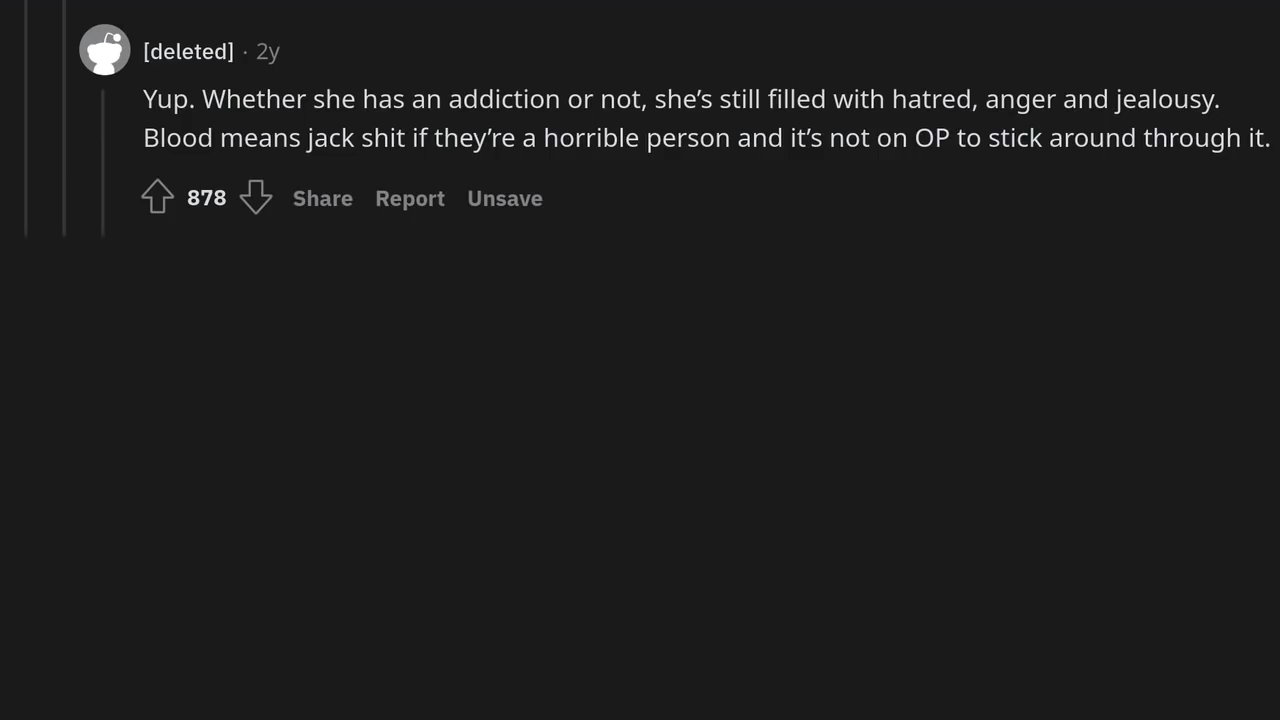 [deleted] · 2y
Yup. Whether she has an addiction or not, she’s still filled with hatred, anger and jealousy.
Blood means jack shit if they’re a horrible person and it’s not on OP to stick around through it.
878 Share Report Unsave